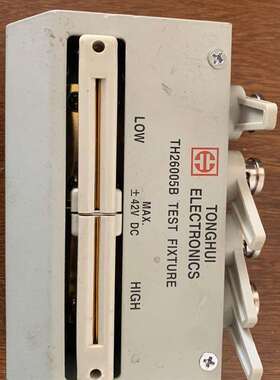 TONGHUI
ELECTRONICS
TH26005B TEST FIXTURE
LOW
MAX.
± 42V DC
HIGH